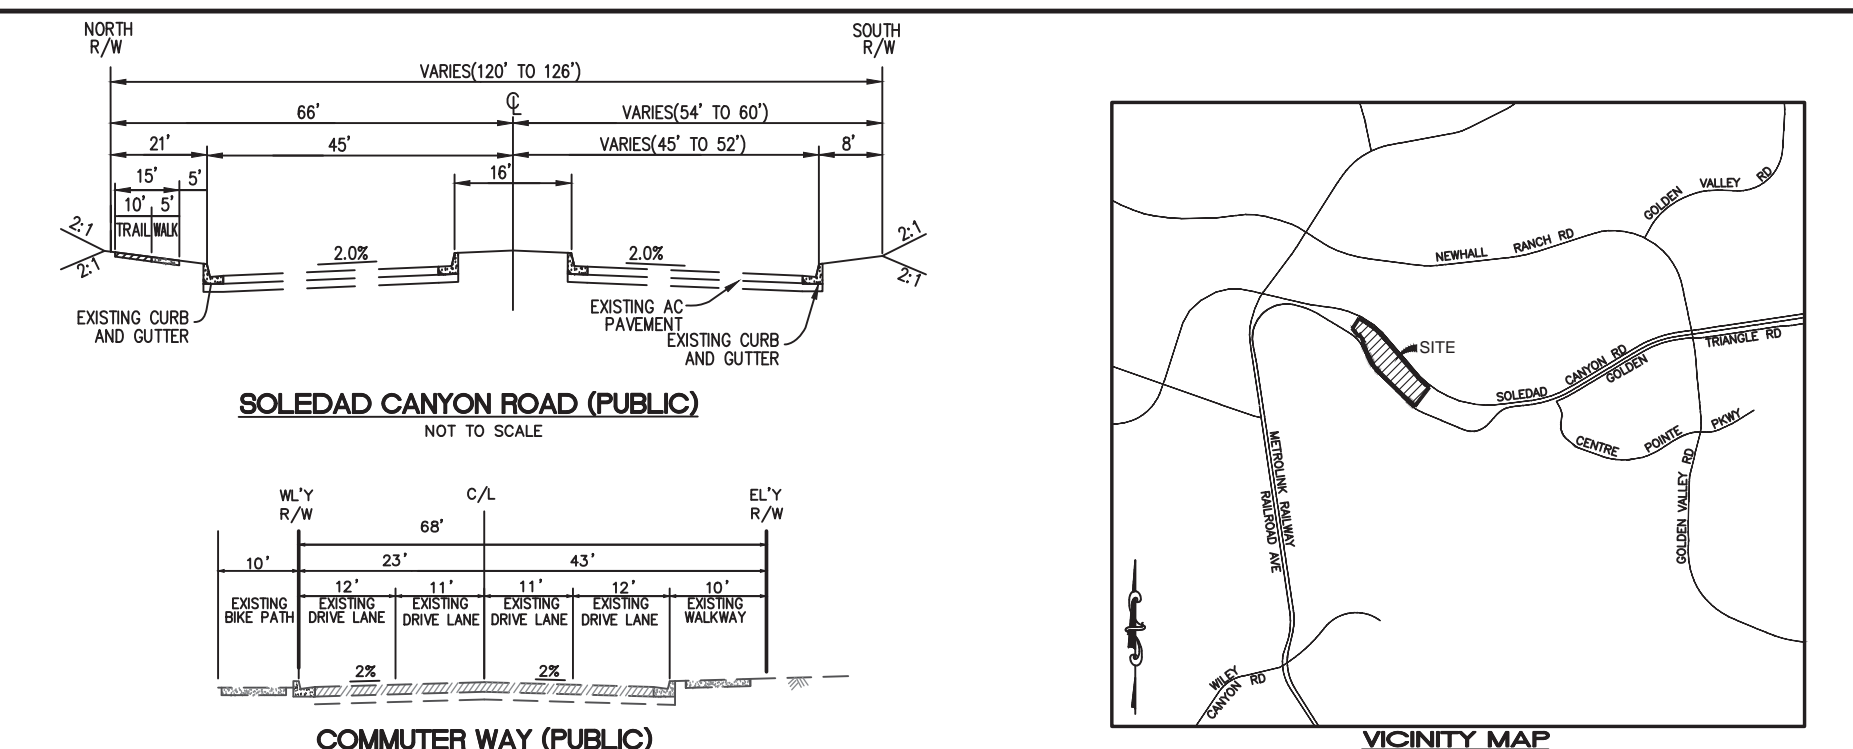 NORTH
R/W
SOUTH
R/W
VARIES(120' TO 126')
℄
66'
VARIES(54' TO 60')
21'
45'
VARIES(45' TO 52')
8'
15'
5'
16'
10'
5'
TRAIL
WALK
2:1
2:1
2.0%
2.0%
2:1
2:1
EXISTING CURB
AND GUTTER
EXISTING AC
PAVEMENT
EXISTING CURB
AND GUTTER
SOLEDAD CANYON ROAD (PUBLIC)
NOT TO SCALE
WL'Y
R/W
C/L
EL'Y
R/W
68'
10'
23'
43'
12'
11'
11'
12'
10'
EXISTING
BIKE PATH
EXISTING
DRIVE LANE
EXISTING
DRIVE LANE
EXISTING
DRIVE LANE
EXISTING
DRIVE LANE
EXISTING
WALKWAY
2%
2%
COMMUTER WAY (PUBLIC)
GOLDEN VALLEY RD
NEWHALL RANCH RD
SITE
SOLEDAD CANYON RD
GOLDEN TRIANGLE RD
CENTRE POINTE PKWY
GOLDEN VALLEY RD
METROLINK RAILWAY
RAILROAD AVE
WILEY
CANYON RD
VICINITY MAP